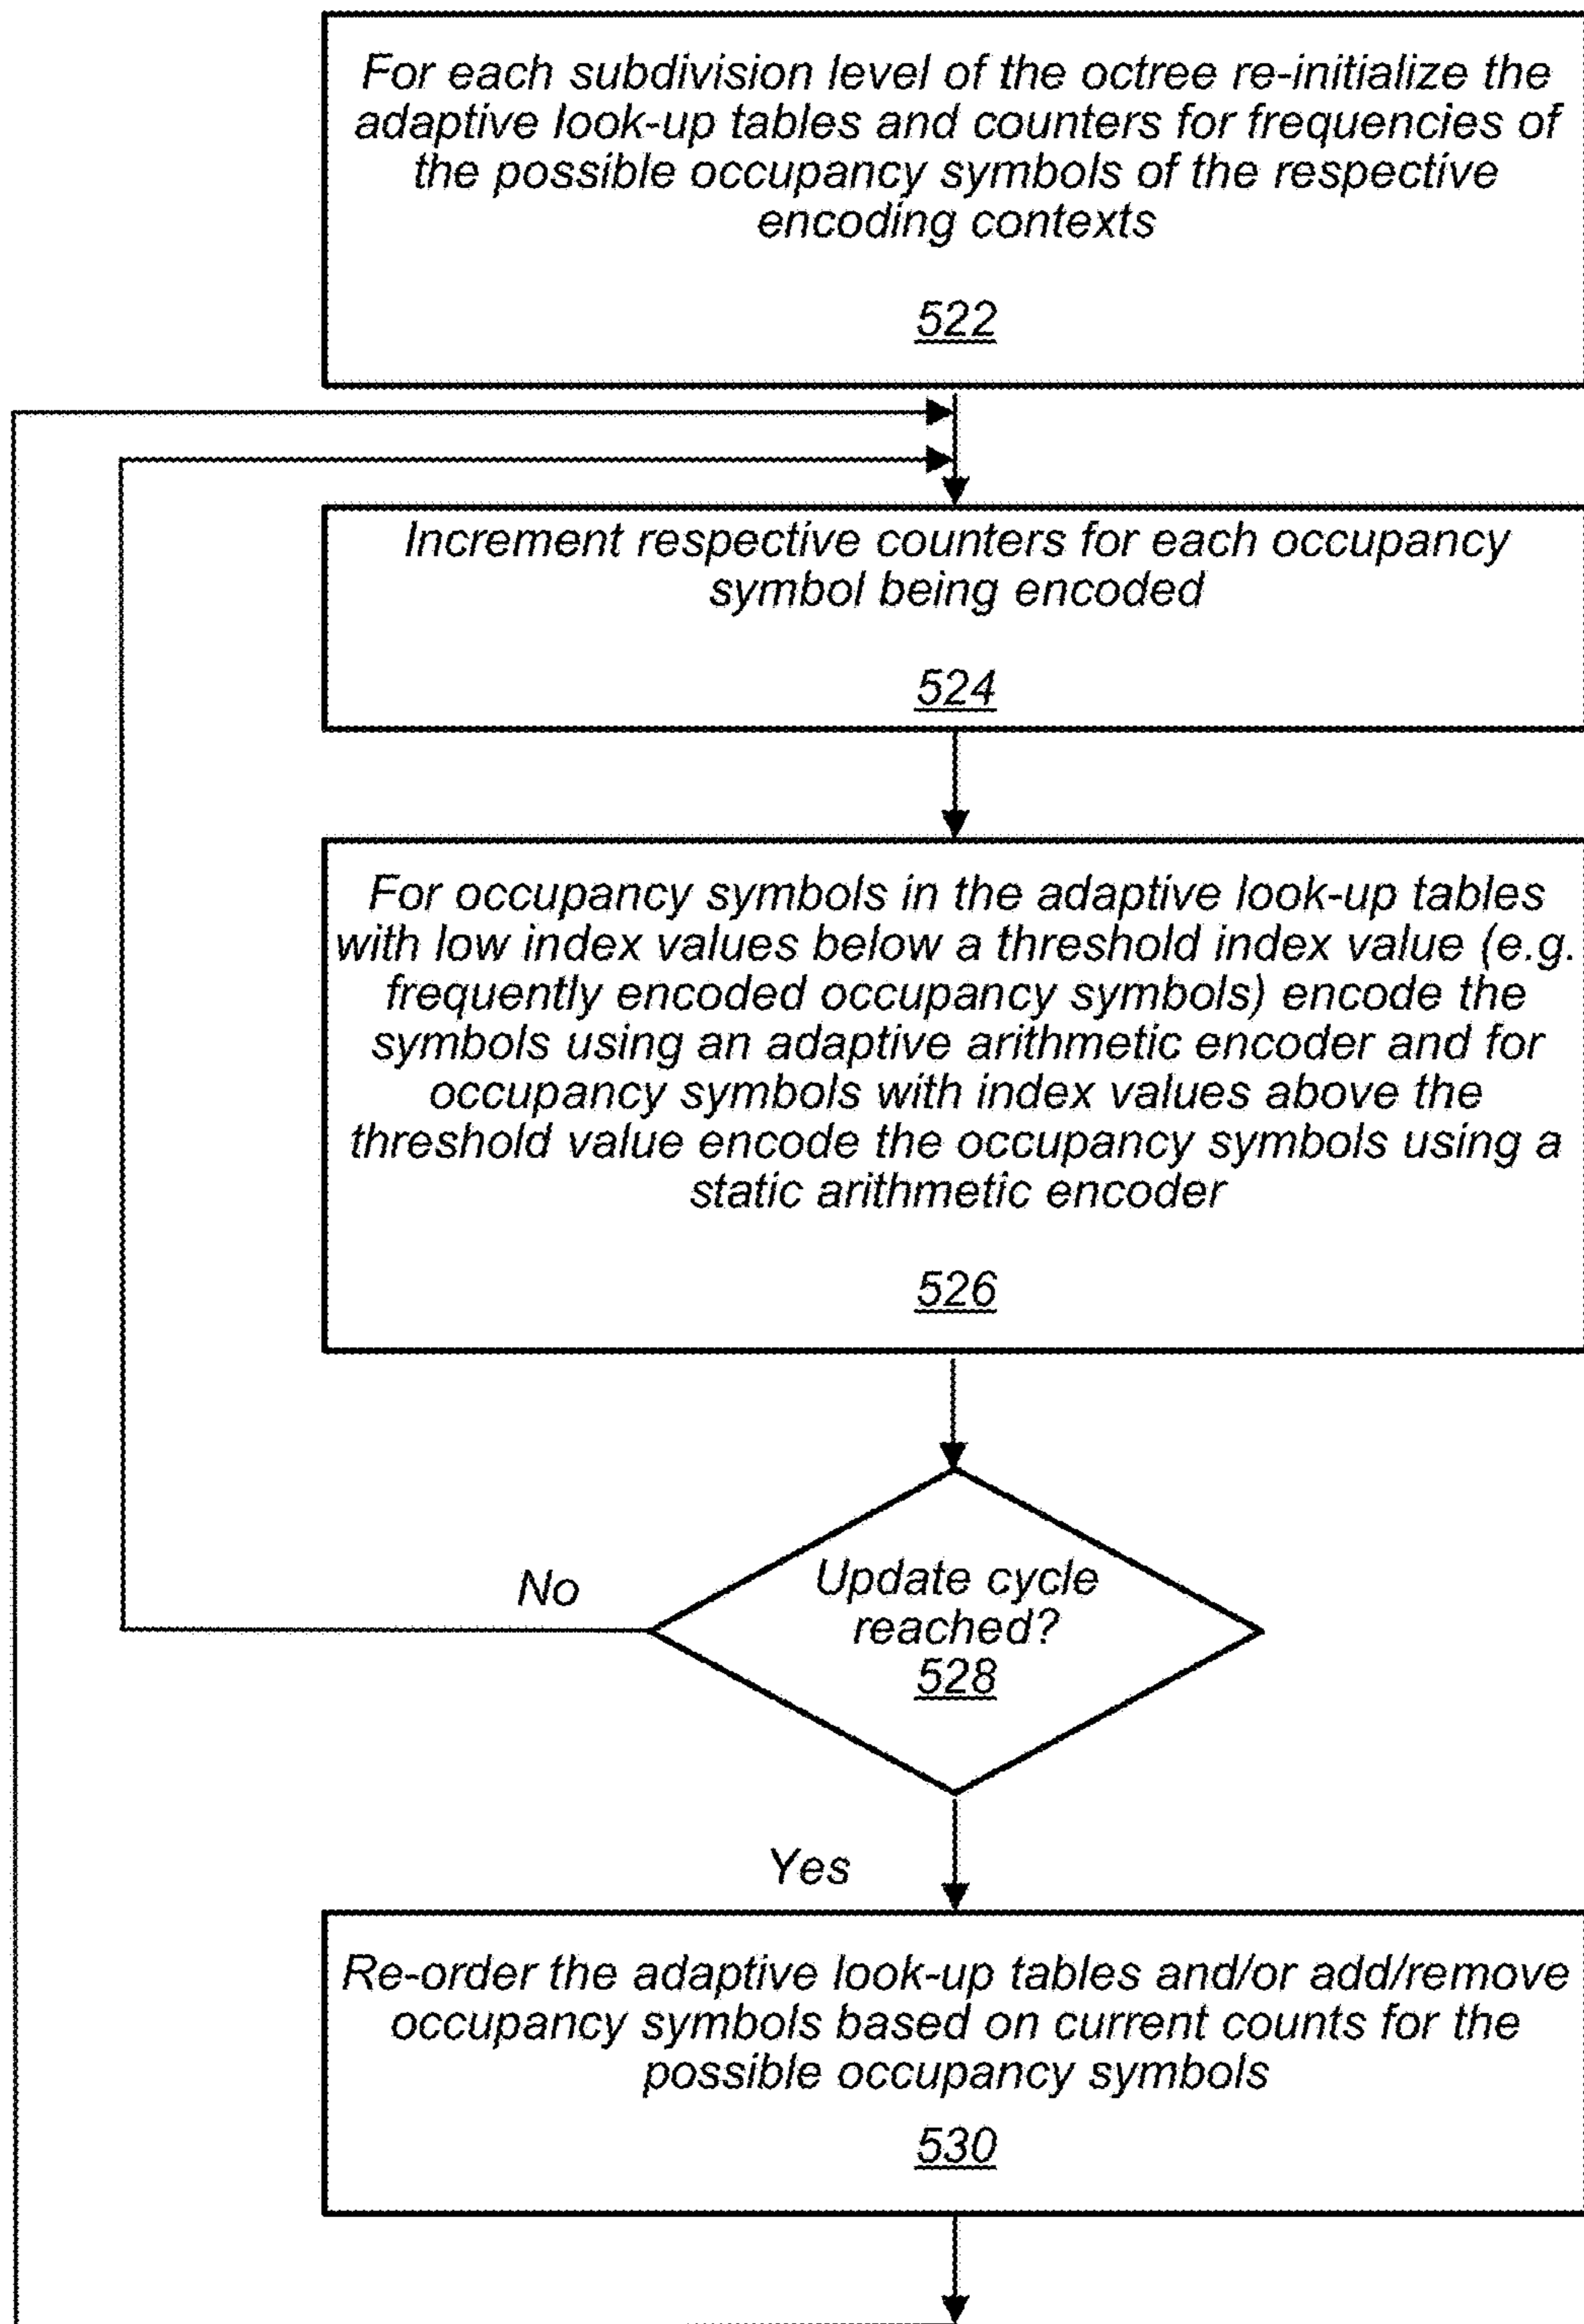 For each subdivision level of the octree re-initialize the
adaptive look-up tables and counters for frequencies of
the possible occupancy symbols of the respective
encoding contexts
522
Increment respective counters for each occupancy
symbol being encoded
524
For occupancy symbols in the adaptive look-up tables
with low index values below a threshold index value (e.g.
frequently encoded occupancy symbols) encode the
symbols using an adaptive arithmetic encoder and for
occupancy symbols with index values above the
threshold value encode the occupancy symbols using a
static arithmetic encoder
526
Update cycle
No
reached?
528
Yes
Re-order the adaptive look-up tables and/or add/remove
occupancy symbols based on current counts for the
possible occupancy symbols
530